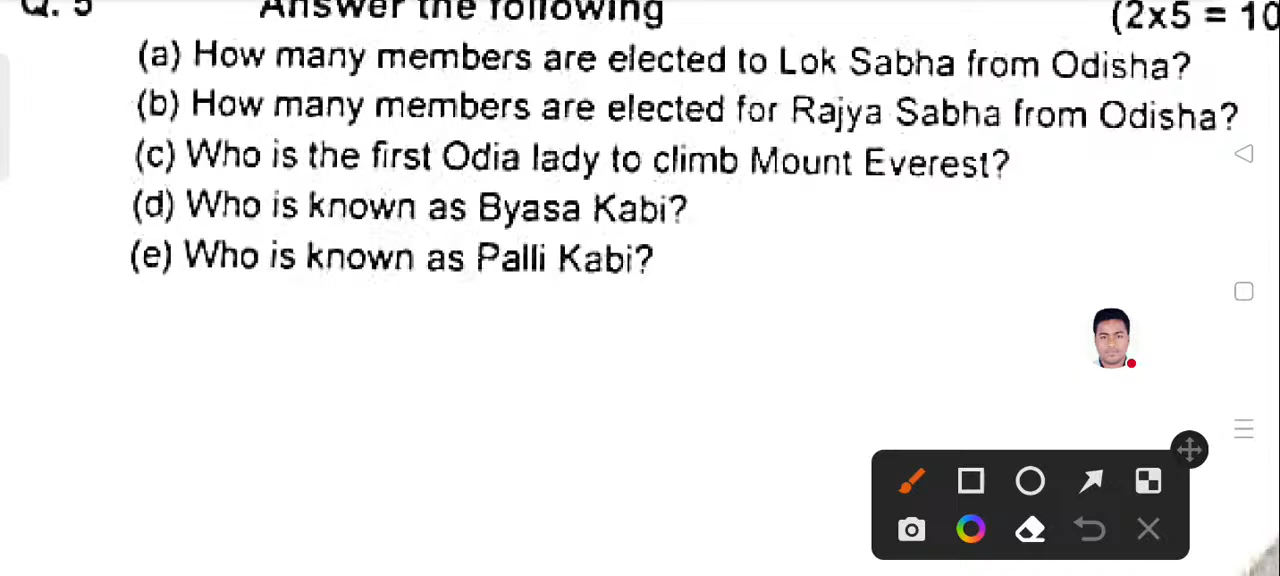 Q. 5 Answer the following (2x5 = 10
(a) How many members are elected to Lok Sabha from Odisha?
(b) How many members are elected for Rajya Sabha from Odisha?
(c) Who is the first Odia lady to climb Mount Everest?
(d) Who is known as Byasa Kabi?
(e) Who is known as Palli Kabi?